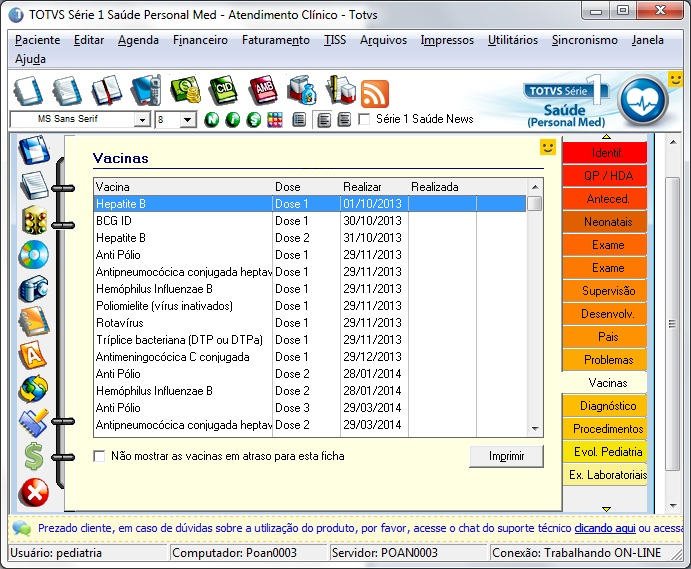 TOTVS Série 1 Saúde Personal Med - Atendimento Clínico - Totvs
Paciente Editar Agenda Financeiro Faturamento TISS Arquivos Impressos Utilitários Sincronismo Janela
Ajuda
CID AMB
TOTVS Série 1
Saúde
(Personal Med)
MS Sans Serif 8 N I S Série 1 Saúde News
Vacinas
Vacina Dose Realizar Realizada
Hepatite B Dose 1 01/10/2013
BCG ID Dose 1 30/10/2013
Hepatite B Dose 2 31/10/2013
Anti Pólio Dose 1 29/11/2013
Antipneumocócica conjugada heptav Dose 1 29/11/2013
Hemóphilus Influenzae B Dose 1 29/11/2013
Poliomielite (vírus inativados) Dose 1 29/11/2013
Rotavírus Dose 1 29/11/2013
Tríplice bacteriana (DTP ou DTPa) Dose 1 29/11/2013
Antimeningocócica C conjugada Dose 1 29/12/2013
Anti Pólio Dose 2 28/01/2014
Hemóphilus Influenzae B Dose 2 28/01/2014
Anti Pólio Dose 3 29/03/2014
Antipneumocócica conjugada heptav Dose 2 29/03/2014
Não mostrar as vacinas em atraso para esta ficha
Imprimir
Identif.
QP / HDA
Anteced.
Neonatais
Exame
Exame
Supervisão
Desenvolv.
Pais
Problemas
Vacinas
Diagnóstico
Procedimentos
Evol. Pediatria
Ex. Laboratoriais
Prezado cliente, em caso de dúvidas sobre a utilização do produto, por favor, acesse o chat do suporte técnico clicando aqui ou acessa
Usuário: pediatria Computador: Poan0003 Servidor: POAN0003 Conexão: Trabalhando ON-LINE